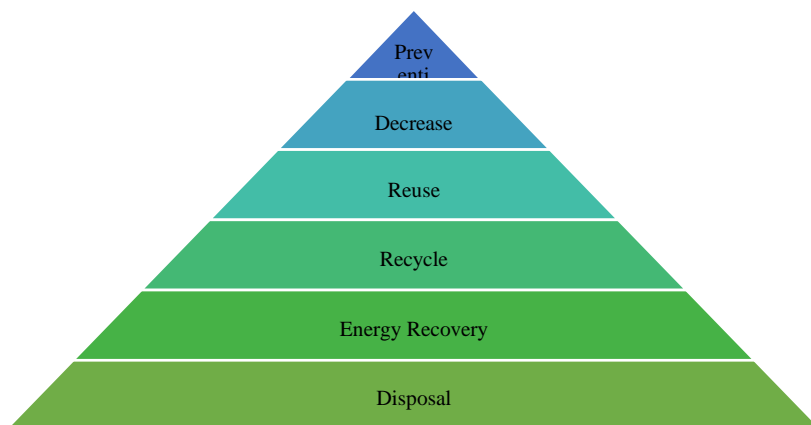 Prev
enti
Decrease
Reuse
Recycle
Energy Recovery
Disposal